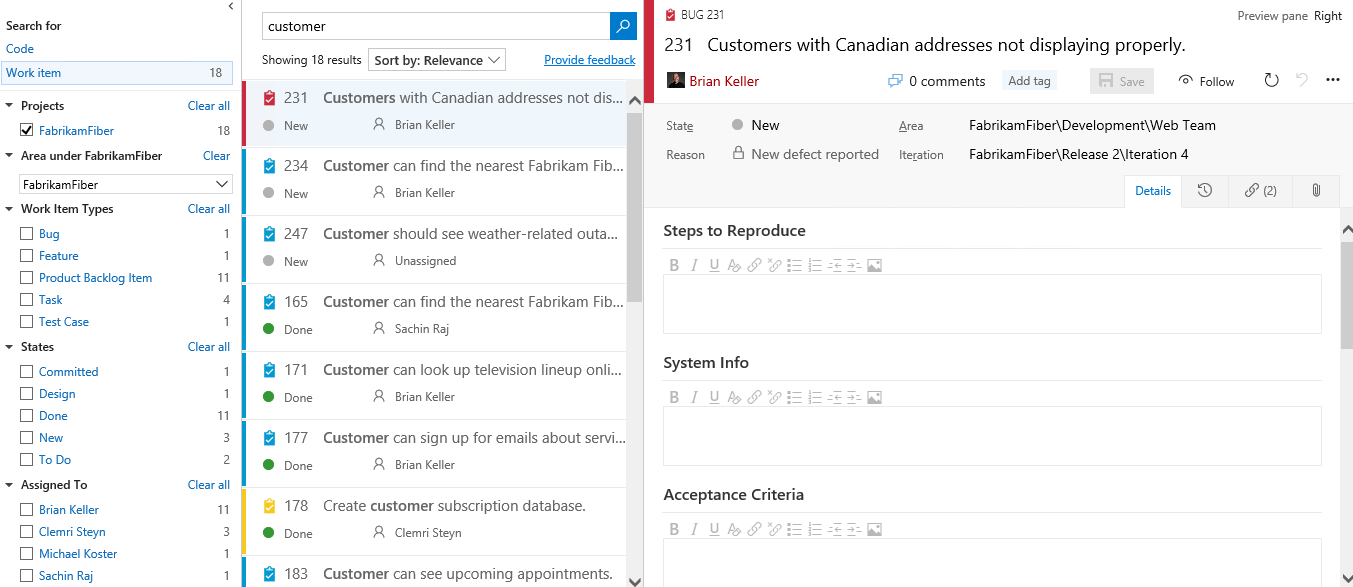 Search for
Code
Work item 18
Projects Clear all
FabrikamFiber 18
Area under FabrikamFiber Clear
FabrikamFiber
Work Item Types Clear all
Bug 1
Feature 1
Product Backlog Item 11
Task 4
Test Case 1
States Clear all
Committed 1
Design 1
Done 11
New 3
To Do 2
Assigned To Clear all
Brian Keller 11
Clemri Steyn 3
Michael Koster 1
Sachin Raj 1
customer
Showing 18 results Sort by: Relevance Provide feedback
231 Customers with Canadian addresses not dis...
New Brian Keller
234 Customer can find the nearest Fabrikam Fib...
New Brian Keller
247 Customer should see weather-related outa...
New Unassigned
165 Customer can find the nearest Fabrikam Fib...
Done Sachin Raj
171 Customer can look up television lineup onli...
Done Brian Keller
177 Customer can sign up for emails about servi...
Done Brian Keller
178 Create customer subscription database.
Done Clemri Steyn
183 Customer can see upcoming appointments.
BUG 231 Preview pane Right
231 Customers with Canadian addresses not displaying properly.
Brian Keller 0 comments Add tag Save Follow
State New Area FabrikamFiber\Development\Web Team
Reason New defect reported Iteration FabrikamFiber\Release 2\Iteration 4
Details (2)
Steps to Reproduce
B I U A
System Info
B I U A
Acceptance Criteria
B I U A